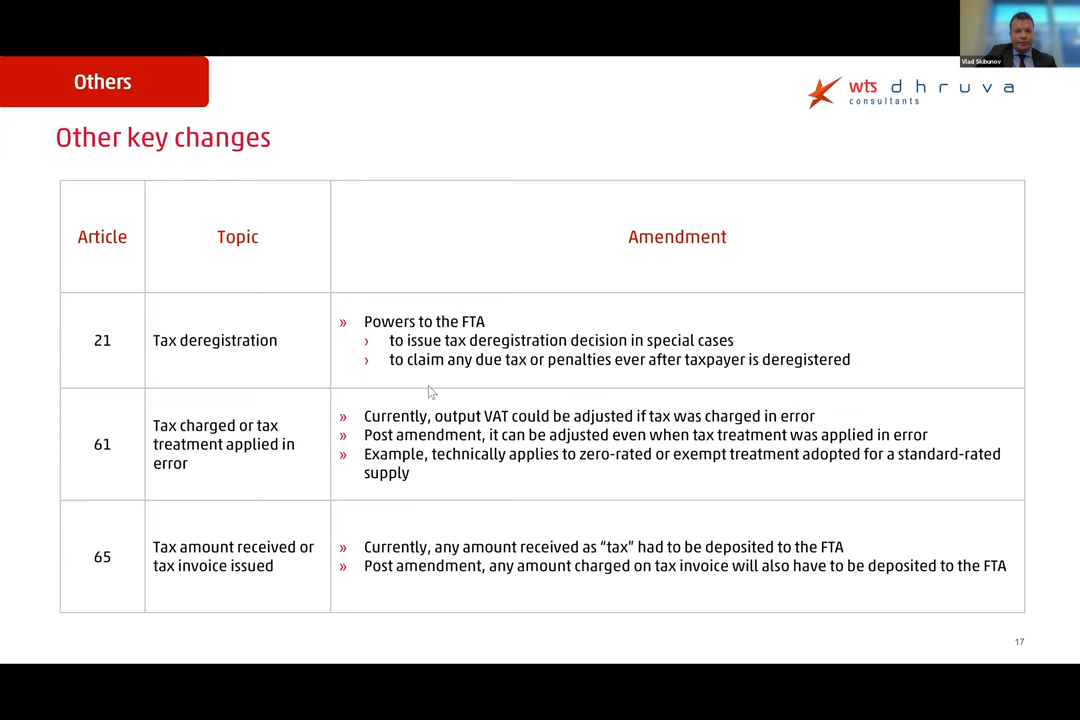 Vlad Skibunov
Others
wts dhruva
consultants
Other key changes
Article
Topic
Amendment
21
Tax deregistration
» Powers to the FTA
› to issue tax deregistration decision in special cases
› to claim any due tax or penalties ever after taxpayer is deregistered
61
Tax charged or tax
treatment applied in
error
» Currently, output VAT could be adjusted if tax was charged in error
» Post amendment, it can be adjusted even when tax treatment was applied in error
» Example, technically applies to zero-rated or exempt treatment adopted for a standard-rated
supply
65
Tax amount received or
tax invoice issued
» Currently, any amount received as “tax” had to be deposited to the FTA
» Post amendment, any amount charged on tax invoice will also have to be deposited to the FTA
17